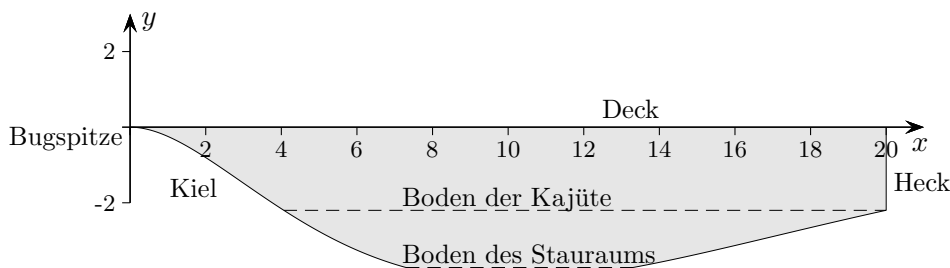 y
2
Deck
Bugspitze
2 4 6 8 10 12 14 16 18 20 x
Kiel
Heck
-2
Boden der Kajüte
Boden des Stauraums